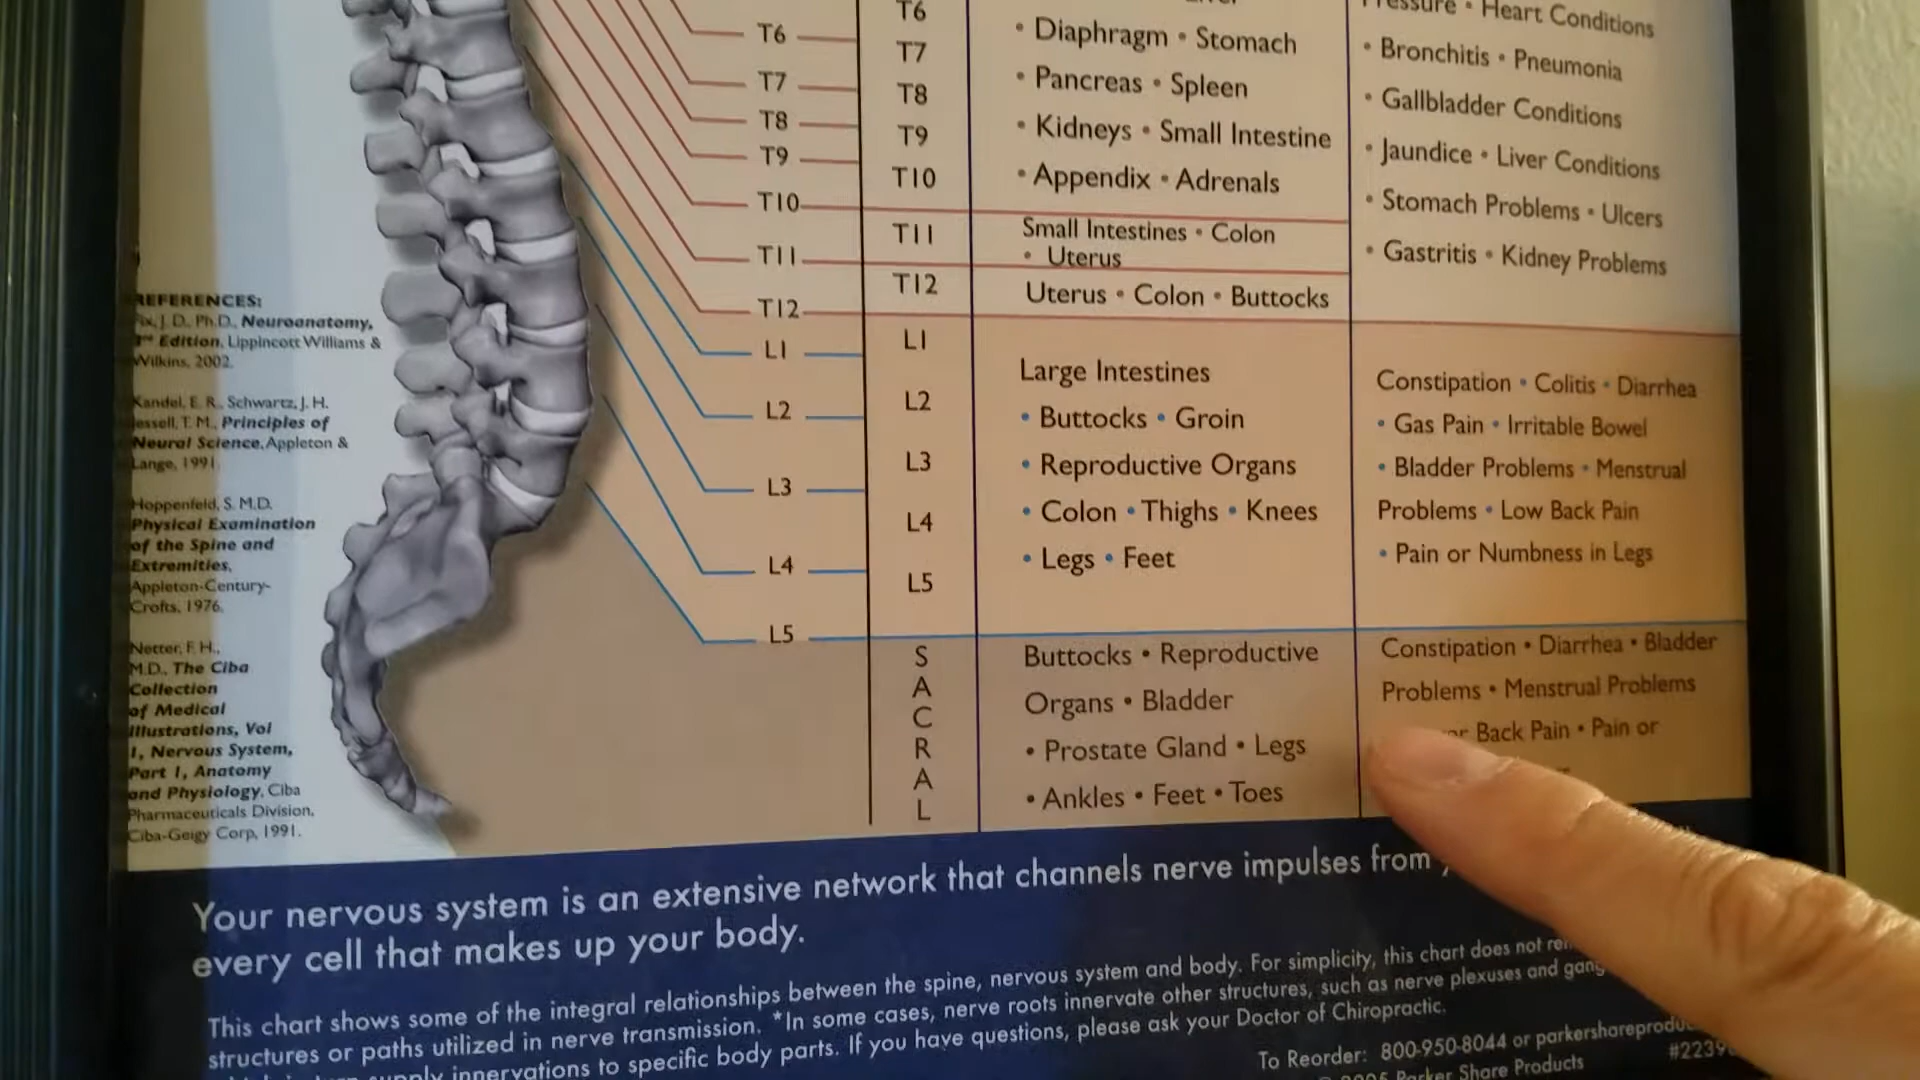 T6
T7
T8
T9
T10
T11
T12
L1
L2
L3
L4
L5
T6
T7
T8
T9
T10
T11
T12
L1
L2
L3
L4
L5
S
A
C
R
A
L
• Diaphragm • Stomach
• Pancreas • Spleen
• Kidneys • Small Intestine
• Appendix • Adrenals
Small Intestines • Colon
• Uterus
Uterus • Colon • Buttocks
Large Intestines
• Buttocks • Groin
• Reproductive Organs
• Colon • Thighs • Knees
• Legs • Feet
Buttocks • Reproductive
Organs • Bladder
• Prostate Gland • Legs
• Ankles • Feet • Toes
• Heart Conditions
• Bronchitis • Pneumonia
• Gallbladder Conditions
• Jaundice • Liver Conditions
• Stomach Problems • Ulcers
• Gastritis • Kidney Problems
Constipation • Colitis • Diarrhea
• Gas Pain • Irritable Bowel
• Bladder Problems • Menstrual
Problems • Low Back Pain
• Pain or Numbness in Legs
Constipation • Diarrhea • Bladder
Problems • Menstrual Problems
Back Pain • Pain or
REFERENCES:
Fix, J. D., Ph.D., Neuroanatomy,
Edition, Lippincott Williams &
Wilkins, 2002.
Kandel, E. R., Schwartz, J. H.
Jessell, T. M., Principles of
Neural Science, Appleton &
Lange, 1991.
Hoppenfeld, S. M.D.
Physical Examination
of the Spine and
Extremities,
Appleton-Century-
Crofts, 1976.
Netter, F. H.,
M.D., The Ciba
Collection
of Medical
Illustrations, Vol
1, Nervous System,
Part 1, Anatomy
and Physiology, Ciba
Pharmaceuticals Division,
Ciba-Geigy Corp, 1991.
Your nervous system is an extensive network that channels nerve impulses from
every cell that makes up your body.
This chart shows some of the integral relationships between the spine, nervous system and body. For simplicity, this chart does not
structures or paths utilized in nerve transmission. *In some cases, nerve roots innervate other structures, such as nerve plexuses and
supply innervations to specific body parts. If you have questions, please ask your Doctor of Chiropractic.
To Reorder: 800-950-8044 or
Parker Share Products